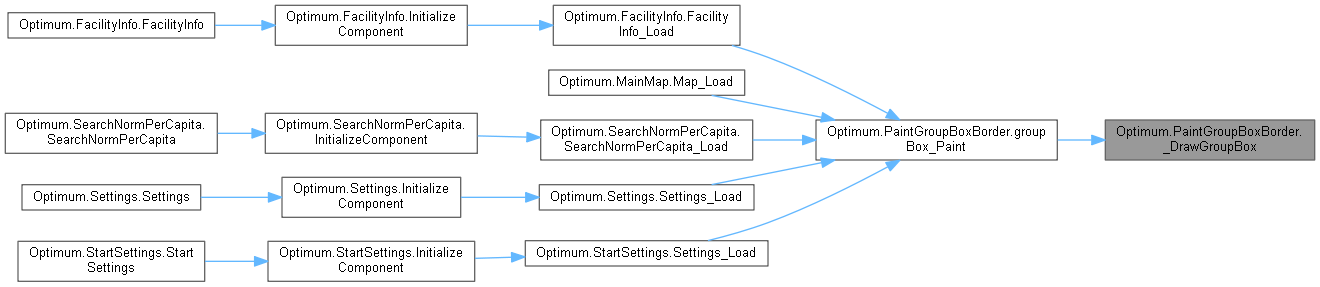 Optimum.FacilityInfo.FacilityInfo
Optimum.FacilityInfo.Initialize
Component
Optimum.FacilityInfo.Facility
Info_Load
Optimum.MainMap.Map_Load
Optimum.SearchNormPerCapita.
SearchNormPerCapita
Optimum.SearchNormPerCapita.
InitializeComponent
Optimum.SearchNormPerCapita.
SearchNormPerCapita_Load
Optimum.PaintGroupBoxBorder.group
Box_Paint
Optimum.PaintGroupBoxBorder.
_DrawGroupBox
Optimum.Settings.Settings
Optimum.Settings.Initialize
Component
Optimum.Settings.Settings_Load
Optimum.StartSettings.Start
Settings
Optimum.StartSettings.Initialize
Component
Optimum.StartSettings.Settings_Load